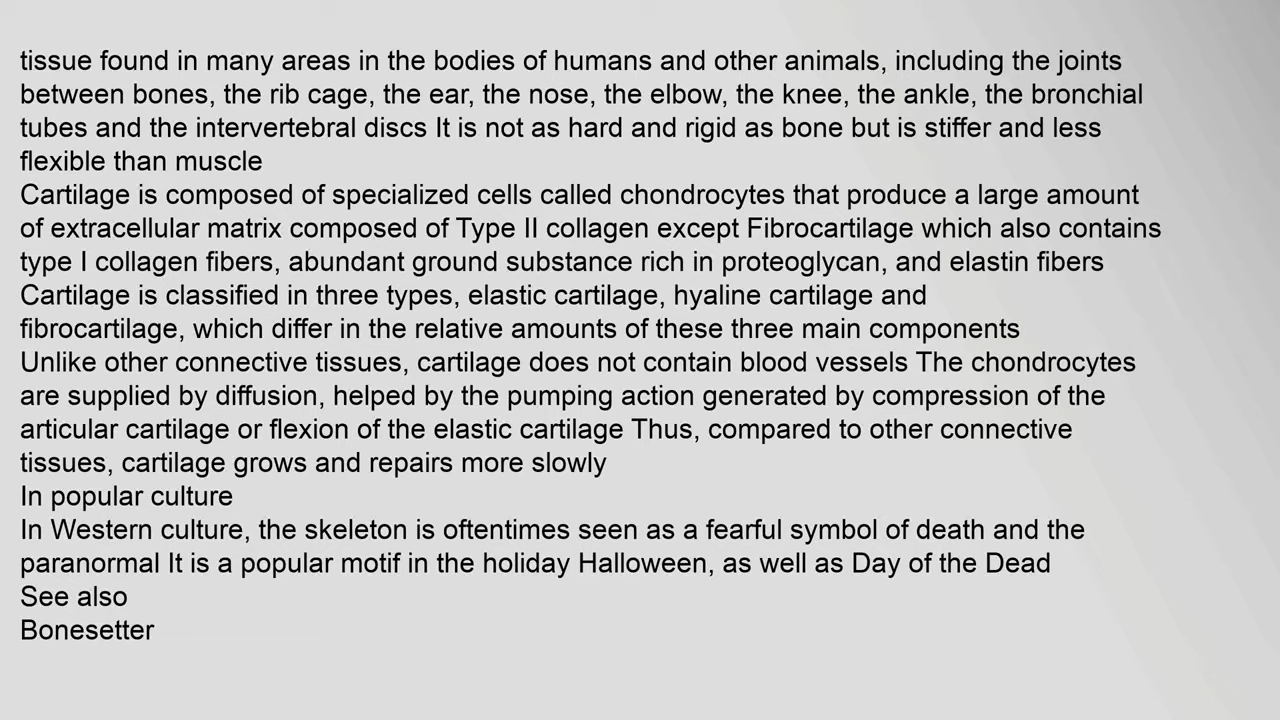 tissue found in many areas in the bodies of humans and other animals, including the joints
between bones, the rib cage, the ear, the nose, the elbow, the knee, the ankle, the bronchial
tubes and the intervertebral discs It is not as hard and rigid as bone but is stiffer and less
flexible than muscle
Cartilage is composed of specialized cells called chondrocytes that produce a large amount
of extracellular matrix composed of Type II collagen except Fibrocartilage which also contains
type I collagen fibers, abundant ground substance rich in proteoglycan, and elastin fibers
Cartilage is classified in three types, elastic cartilage, hyaline cartilage and
fibrocartilage, which differ in the relative amounts of these three main components
Unlike other connective tissues, cartilage does not contain blood vessels The chondrocytes
are supplied by diffusion, helped by the pumping action generated by compression of the
articular cartilage or flexion of the elastic cartilage Thus, compared to other connective
tissues, cartilage grows and repairs more slowly
In popular culture
In Western culture, the skeleton is oftentimes seen as a fearful symbol of death and the
paranormal It is a popular motif in the holiday Halloween, as well as Day of the Dead
See also
Bonesetter